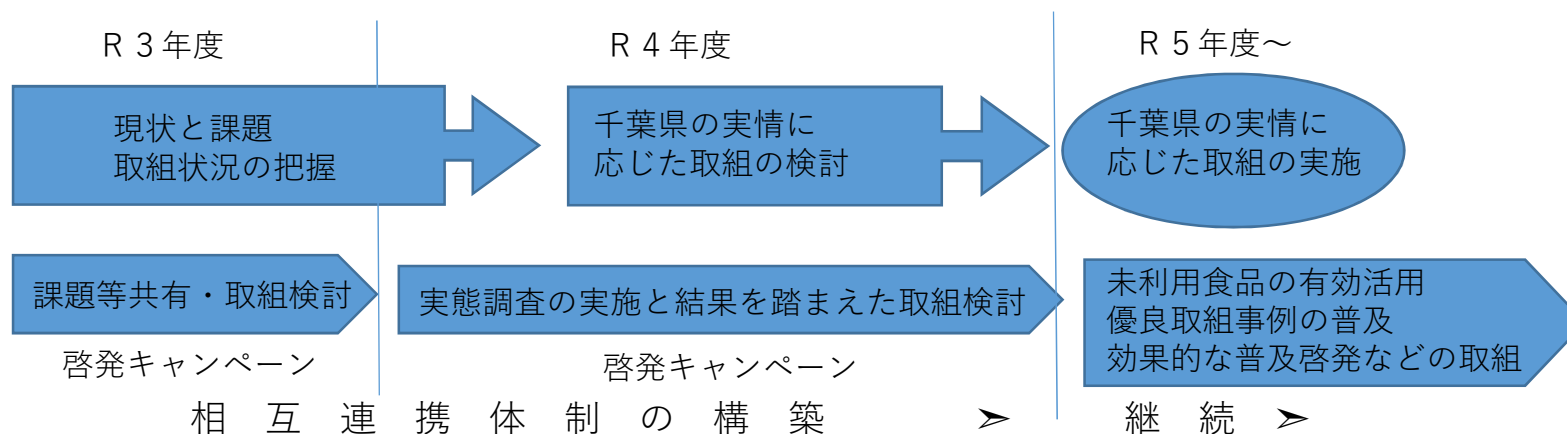 R３年度
R４年度
R５年度～
現状と課題
取組状況の把握
千葉県の実情に
応じた取組の検討
千葉県の実情に
応じた取組の実施
課題等共有・取組検討
実態調査の実施と結果を踏まえた取組検討
未利用食品の有効活用
優良取組事例の普及
効果的な普及啓発などの取組
啓発キャンペーン
啓発キャンペーン
相互連携体制の構築 ➣ 継続 ➣